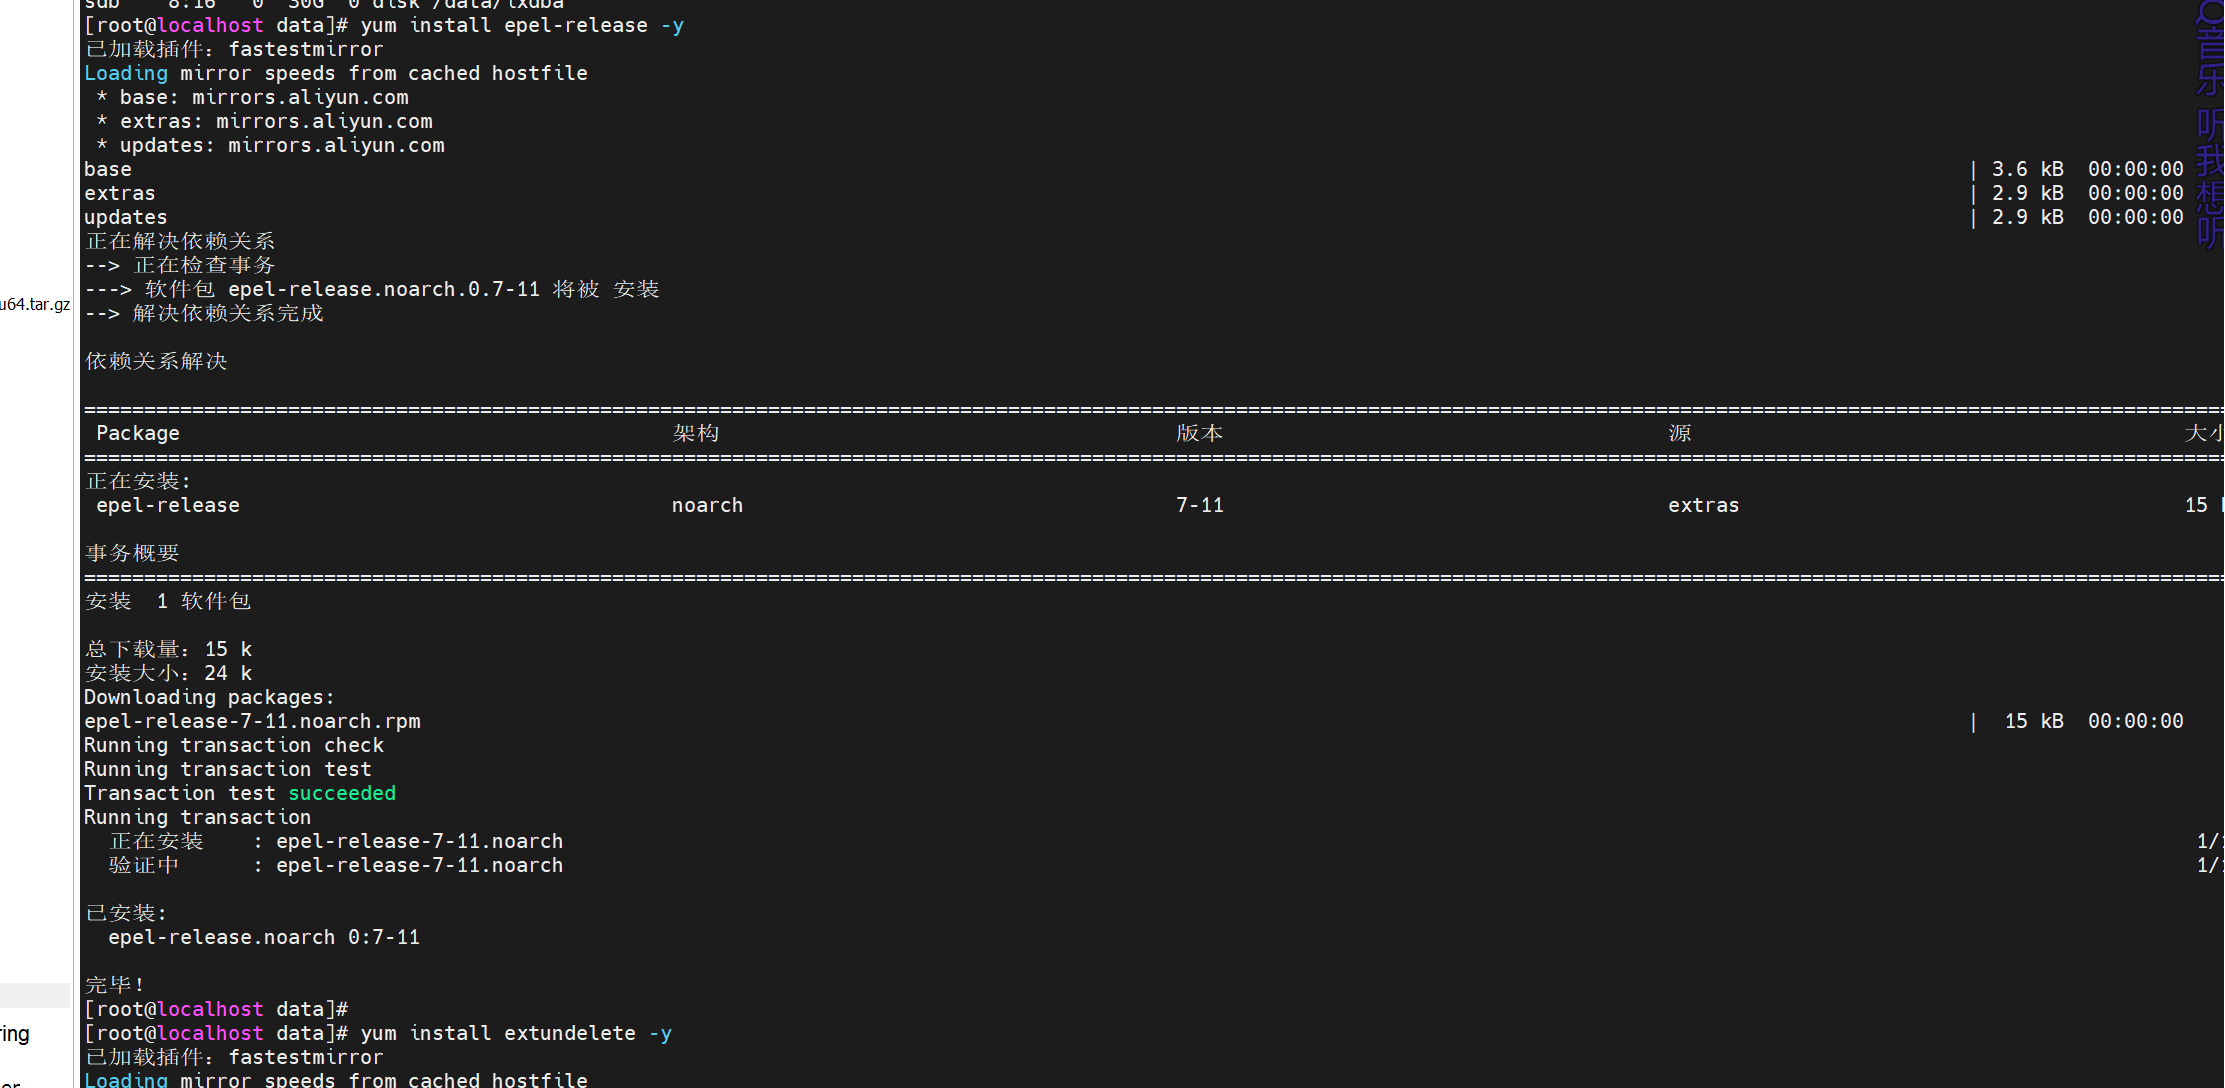 sdb    8:16   0  30G  0 disk /data/lxdba
[root@localhost data]# yum install epel-release -y
已加载插件：fastestmirror
Loading mirror speeds from cached hostfile
 * base: mirrors.aliyun.com
 * extras: mirrors.aliyun.com
 * updates: mirrors.aliyun.com
base | 3.6 kB  00:00:00
extras | 2.9 kB  00:00:00
updates | 2.9 kB  00:00:00
正在解决依赖关系
--> 正在检查事务
---> 软件包 epel-release.noarch.0.7-11 将被 安装
--> 解决依赖关系完成
依赖关系解决
Package 架构 版本 源 大小
正在安装:
epel-release noarch 7-11 extras 15
事务概要
安装  1 软件包
总下载量：15 k
安装大小：24 k
Downloading packages:
epel-release-7-11.noarch.rpm |  15 kB  00:00:00
Running transaction check
Running transaction test
Transaction test succeeded
Running transaction
正在安装    : epel-release-7-11.noarch 1/
验证中      : epel-release-7-11.noarch 1/
已安装:
epel-release.noarch 0:7-11
完毕！
[root@localhost data]#
[root@localhost data]# yum install extundelete -y
已加载插件：fastestmirror
Loading mirror speeds from cached hostfile
u64.tar.gz
ring
er
音乐 听我想听